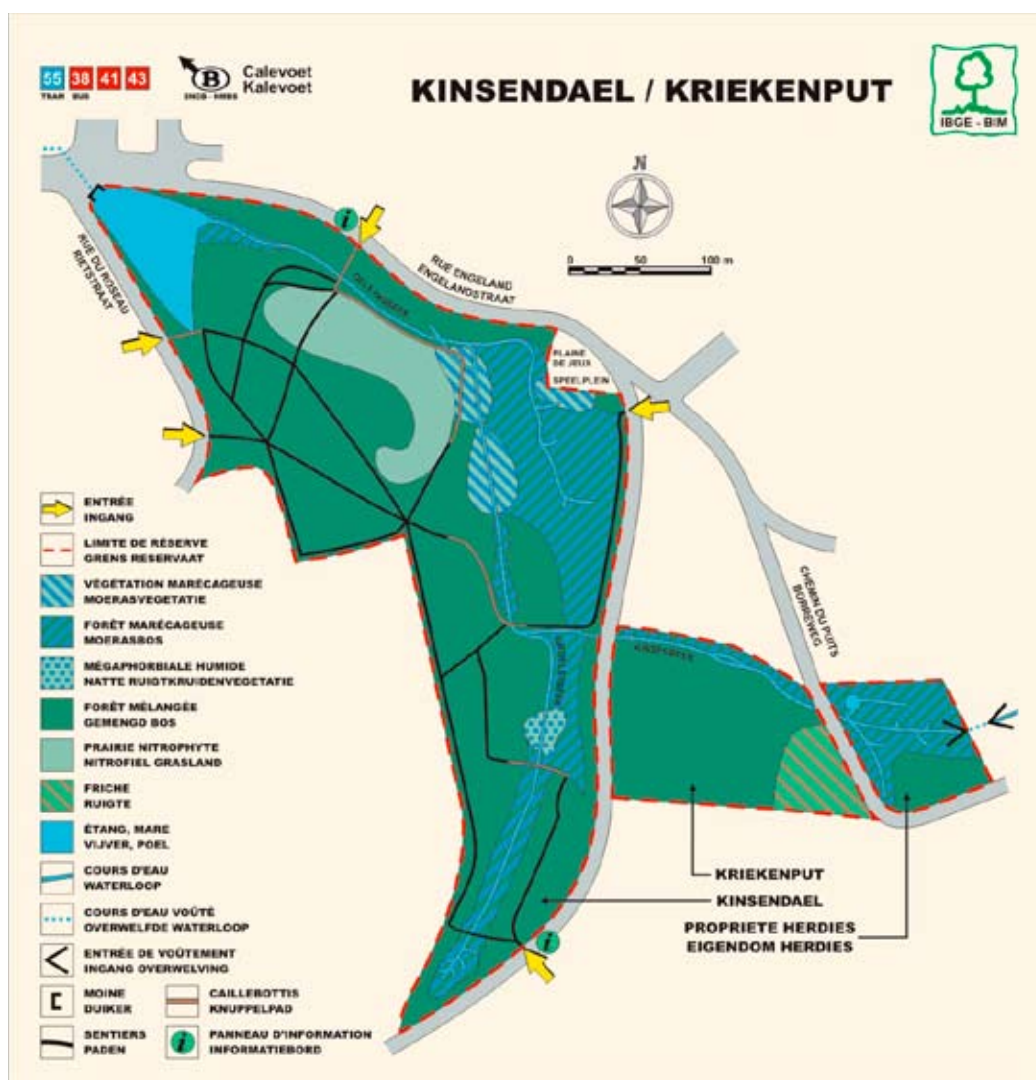 55 38 41 43
TRAM BUS
B
SNCB - NMBS
Calevoet
Kalevoet
KINSENDAEL / KRIEKENPUT
IBGE - BIM
N
0 50 100 m
RUE DU ROSEAU
RIETSTRAAT
RUE ENGELAND
ENGELANDSTRAAT
PLAINE
DE JEUX
SPEELPLEIN
CHEMIN DU PUITS
BORREWEG
i
i
ENTRÉE
INGANG
LIMITE DE RÉSERVE
GRENS RESERVAAT
VÉGÉTATION MARÉCAGEUSE
MOERASVEGETATIE
FORÊT MARÉCAGEUSE
MOERASBOS
MÉGAPHORBIALE HUMIDE
NATTE RUIGTKRUIDENVEGETATIE
FORÊT MÉLANGÉE
GEMENGD BOS
PRAIRIE NITROPHYTE
NITROFIEL GRASLAND
FRICHE
RUIGTE
ÉTANG, MARE
VIJVER, POEL
COURS D'EAU
WATERLOOP
COURS D'EAU VOÛTÉ
OVERWELFDE WATERLOOP
ENTRÉE DE VOÛTEMENT
INGANG OVERWELVING
MOINE
DUIKER
CAILLEBOTTIS
KNUPPELPAD
SENTIERS
PADEN
i
PANNEAU D'INFORMATION
INFORMATIEBORD
KRIEKENPUT
KINSENDAEL
PROPRIETE HERDIES
EIGENDOM HERDIES